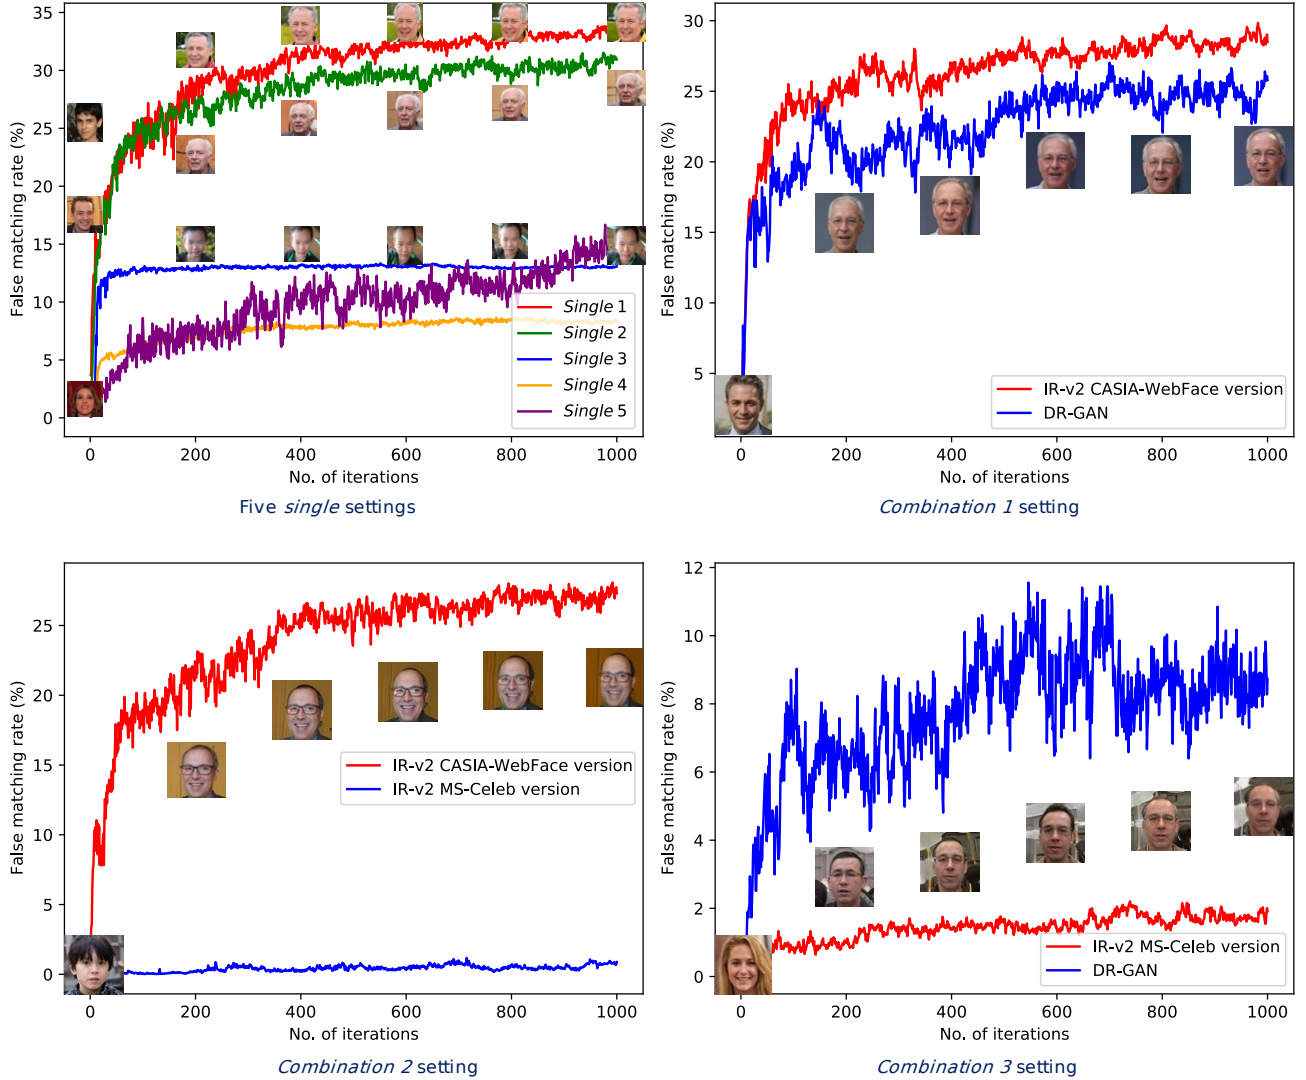 35
30
25
20
15
10
5
0
False matching rate (%)
Single 1
Single 2
Single 3
Single 4
Single 5
0 200 400 600 800 1000
No. of iterations
Five single settings
30
25
20
15
10
5
False matching rate (%)
IR-v2 CASIA-WebFace version
DR-GAN
0 200 400 600 800 1000
No. of iterations
Combination 1 setting
25
20
15
10
5
0
False matching rate (%)
IR-v2 CASIA-WebFace version
IR-v2 MS-Celeb version
0 200 400 600 800 1000
No. of iterations
Combination 2 setting
12
10
8
6
4
2
0
False matching rate (%)
IR-v2 MS-Celeb version
DR-GAN
0 200 400 600 800 1000
No. of iterations
Combination 3 setting